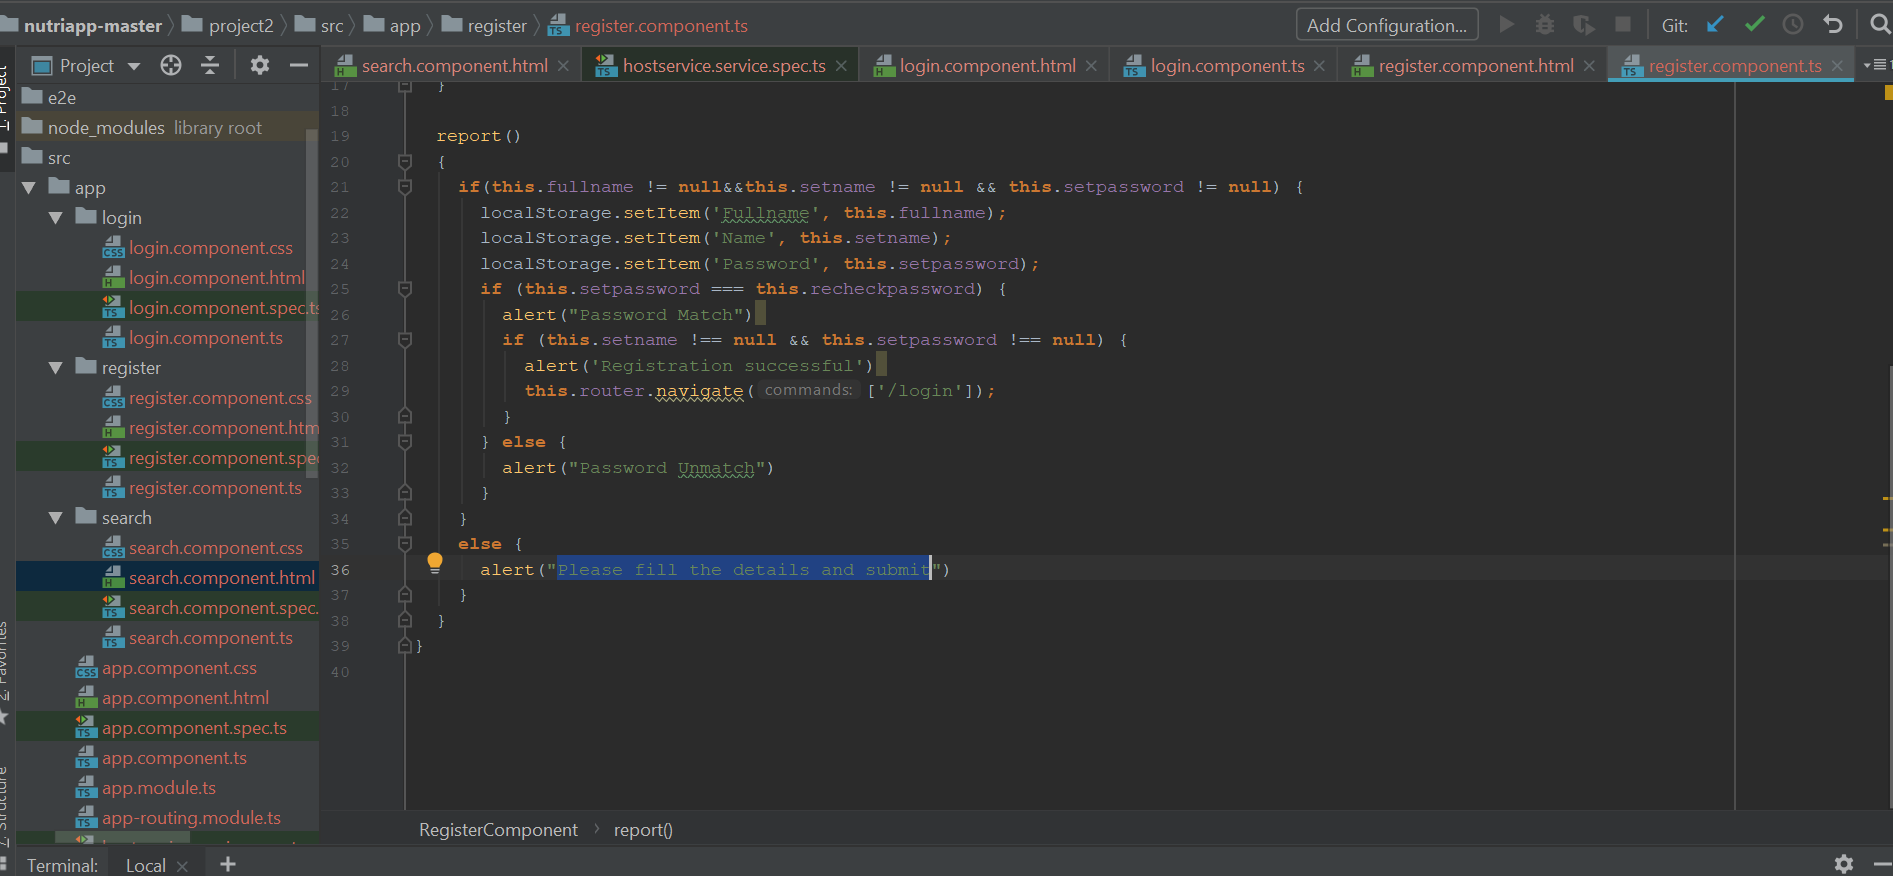 nutriapp-master project2 src app register register.component.ts Add Configuration... Git:
1: Project
Project search.component.html hostservice.service.spec.ts login.component.html login.component.ts register.component.html register.component.ts
e2e
node_modules library root
src
app
login
login.component.css
login.component.html
login.component.spec.ts
login.component.ts
register
register.component.css
register.component.htm
register.component.spe
register.component.ts
search
search.component.css
search.component.html
search.component.spec.
search.component.ts
app.component.css
app.component.html
app.component.spec.ts
app.component.ts
app.module.ts
app-routing.module.ts
2: Favorites
7: Structure
17 }
18
19 report()
20 {
21 if(this.fullname != null&&this.setname != null && this.setpassword != null) {
22 localStorage.setItem('Fullname', this.fullname);
23 localStorage.setItem('Name', this.setname);
24 localStorage.setItem('Password', this.setpassword);
25 if (this.setpassword === this.recheckpassword) {
26 alert("Password Match")
27 if (this.setname !== null && this.setpassword !== null) {
28 alert('Registration successful')
29 this.router.navigate( commands: ['/login']);
30 }
31 } else {
32 alert("Password Unmatch")
33 }
34 }
35 else {
36 alert("Please fill the details and submit")
37 }
38 }
39 }
40
RegisterComponent report()
Terminal: Local +